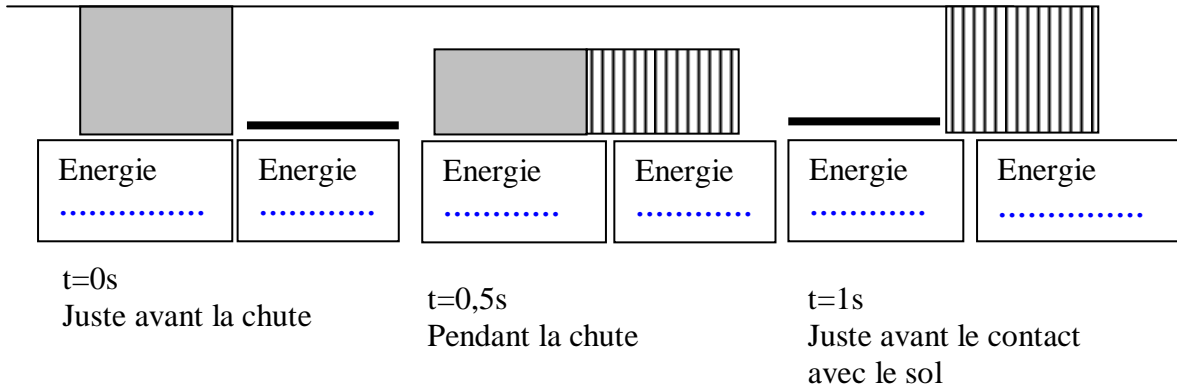 Energie
...............
Energie
............
Energie
............
Energie
............
Energie
............
Energie
...............
t=0s
Juste avant la chute
t=0,5s
Pendant la chute
t=1s
Juste avant le contact
avec le sol